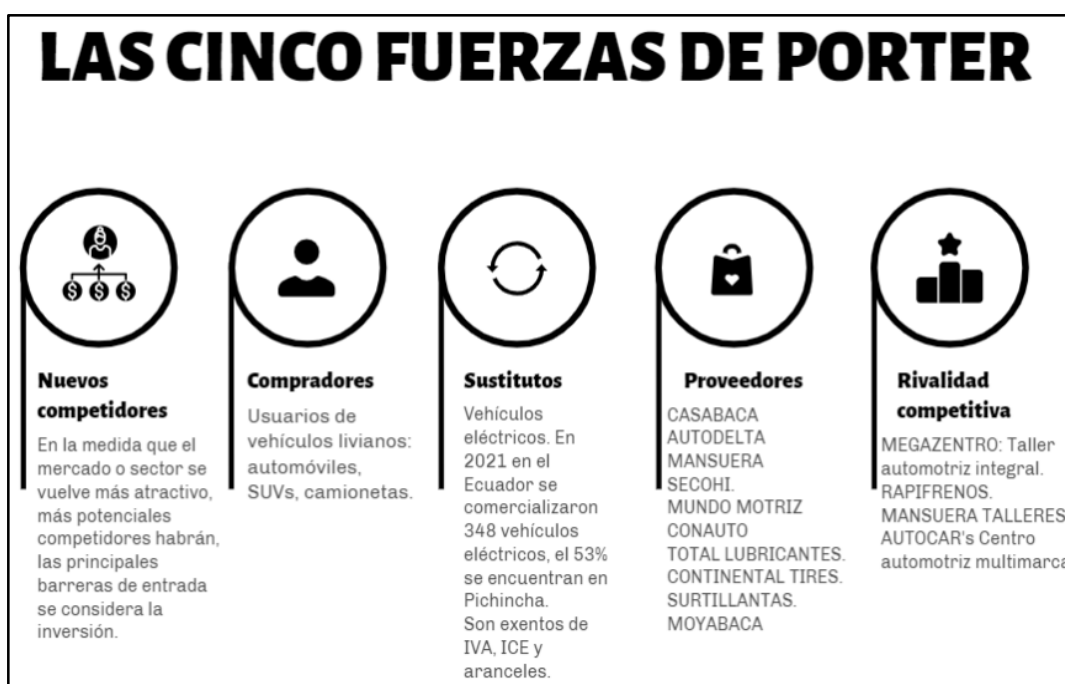 LAS CINCO FUERZAS DE PORTER
Nuevos
competidores
En la medida que el
mercado o sector se
vuelve más atractivo,
más potenciales
competidores habrán,
las principales
barreras de entrada
se considera la
inversión.
Compradores
Usuarios de
vehículos livianos:
automóviles,
SUVs, camionetas.
Sustitutos
Vehículos
eléctricos. En
2021 en el
Ecuador se
comercializaron
348 vehículos
eléctricos, el 53%
se encuentran en
Pichincha.
Son exentos de
IVA, ICE y
aranceles.
Proveedores
CASABACA
AUTODELTA
MANSUERA
SECOHI.
MUNDO MOTRIZ
CONAUTO
TOTAL LUBRICANTES.
CONTINENTAL TIRES.
SURTILLANTAS.
MOYABACA
Rivalidad
competitiva
MEGAZENTRO: Taller
automotriz integral.
RAPIFRENOS.
MANSUERA TALLERES
AUTOCAR's Centro
automotriz multimarca